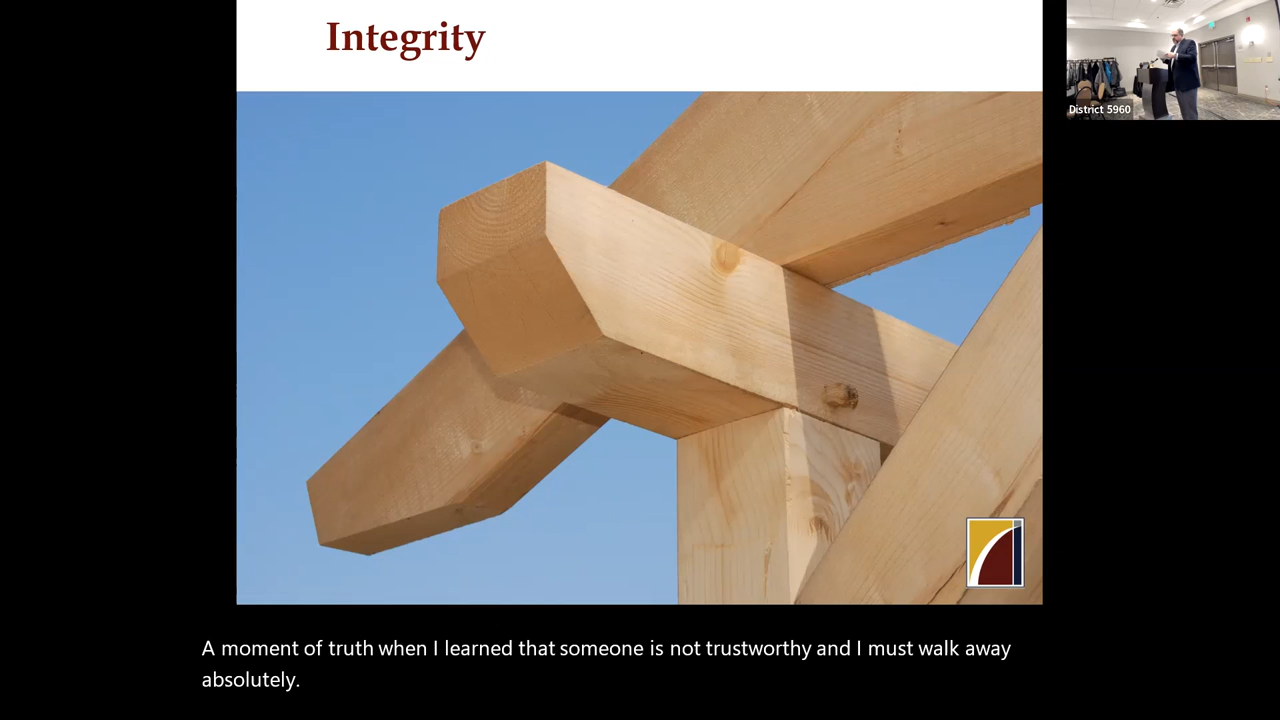 Integrity
District 5960
A moment of truth when I learned that someone is not trustworthy and I must walk away
absolutely.